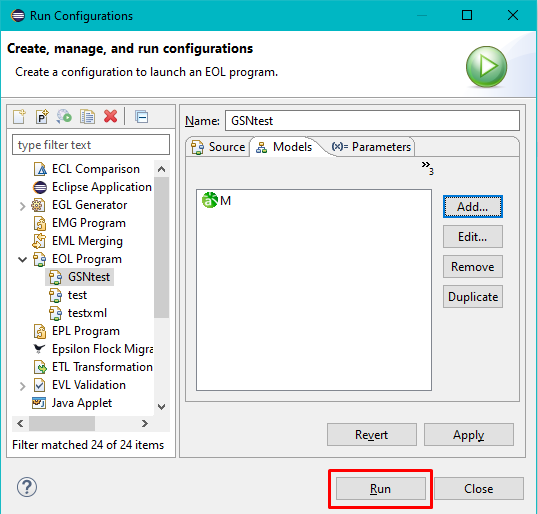 Run Configurations
Create, manage, and run configurations
Create a configuration to launch an EOL program.
type filter text
ECL Comparison
Eclipse Application
EGL Generator
EMG Program
EML Merging
EOL Program
GSNtest
test
testxml
EPL Program
Epsilon Flock Migra
ETL Transformation
EVL Validation
Java Applet
Filter matched 24 of 24 items
Name: GSNtest
Source Models (x)= Parameters
»3
M
Add...
Edit...
Remove
Duplicate
Revert Apply
? Run Close